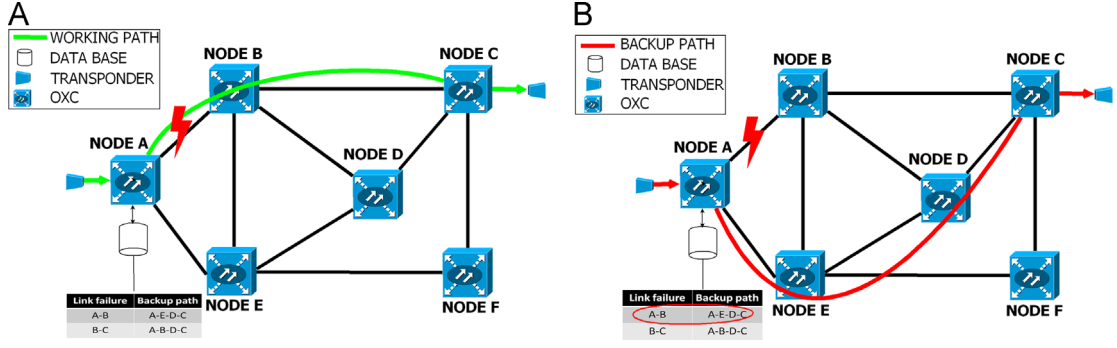 A
WORKING PATH
DATA BASE
TRANSPONDER
OXC
NODE B
NODE C
NODE A
NODE D
NODE E
NODE F
Link failure Backup path
A-B A-E-D-C
B-C A-B-D-C
B
BACKUP PATH
DATA BASE
TRANSPONDER
OXC
NODE B
NODE C
NODE A
NODE D
NODE E
NODE F
Link failure Backup path
A-B A-E-D-C
B-C A-B-D-C